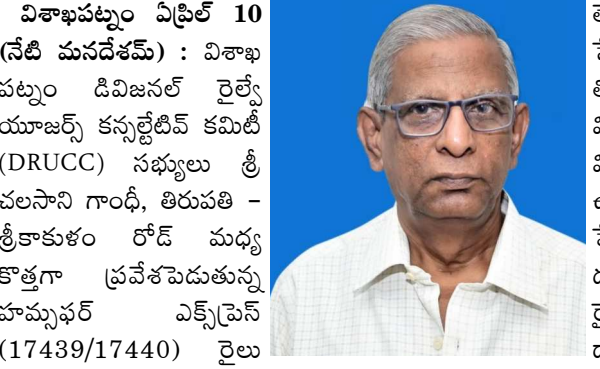 విశాఖపట్నం ఏప్రిల్ 10
(నేటి మనదేశమ్) : విశాఖ
పట్నం డివిజనల్ రైల్వే
యూజర్స్ కన్సల్టేటివ్ కమిటీ
(DRUCC) సభ్యులు శ్రీ
చలసాని గాంధీ, తిరుపతి –
శ్రీకాకుళం రోడ్ మధ్య
కొత్తగా ప్రవేశపెడుతున్న
హమ్సఫర్ ఎక్స్‌ప్రెస్
(17439/17440) రైలు